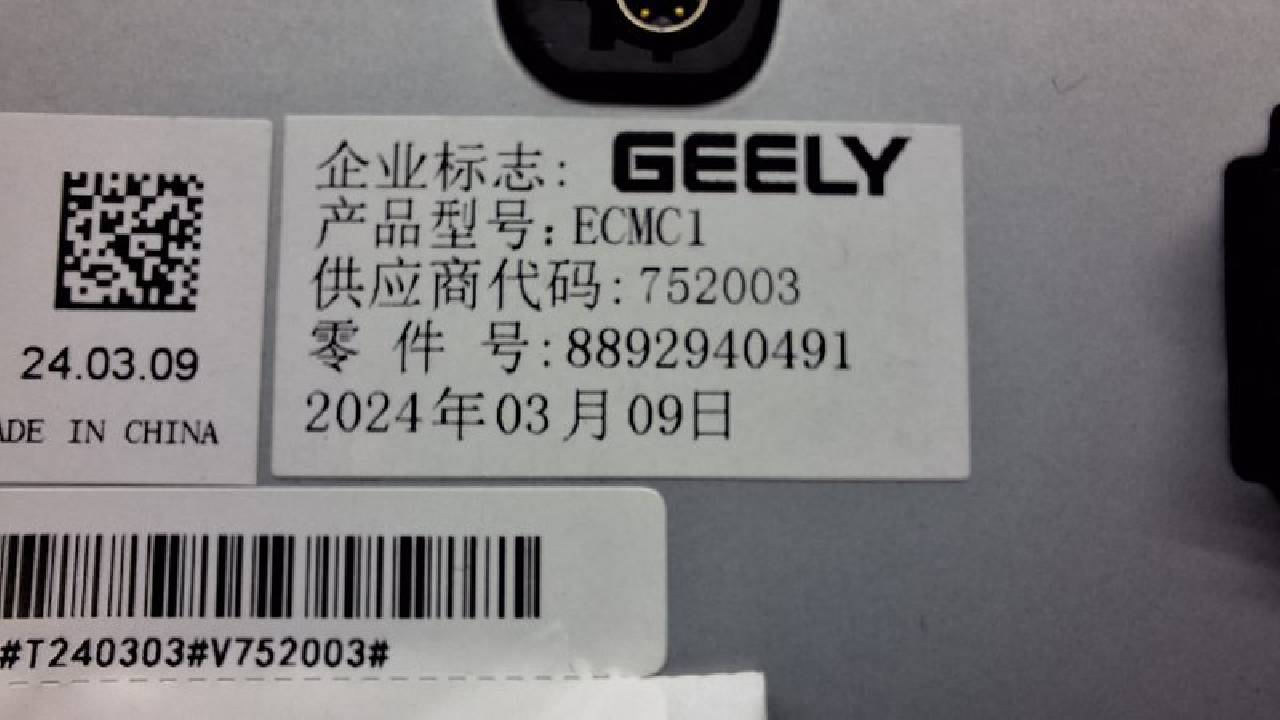 企业标志: GEELY
产品型号: ECMC1
供应商代码: 752003
零 件 号: 8892940491
2024年03月09日
24.03.09
ADE IN CHINA
#T240303#V752003#